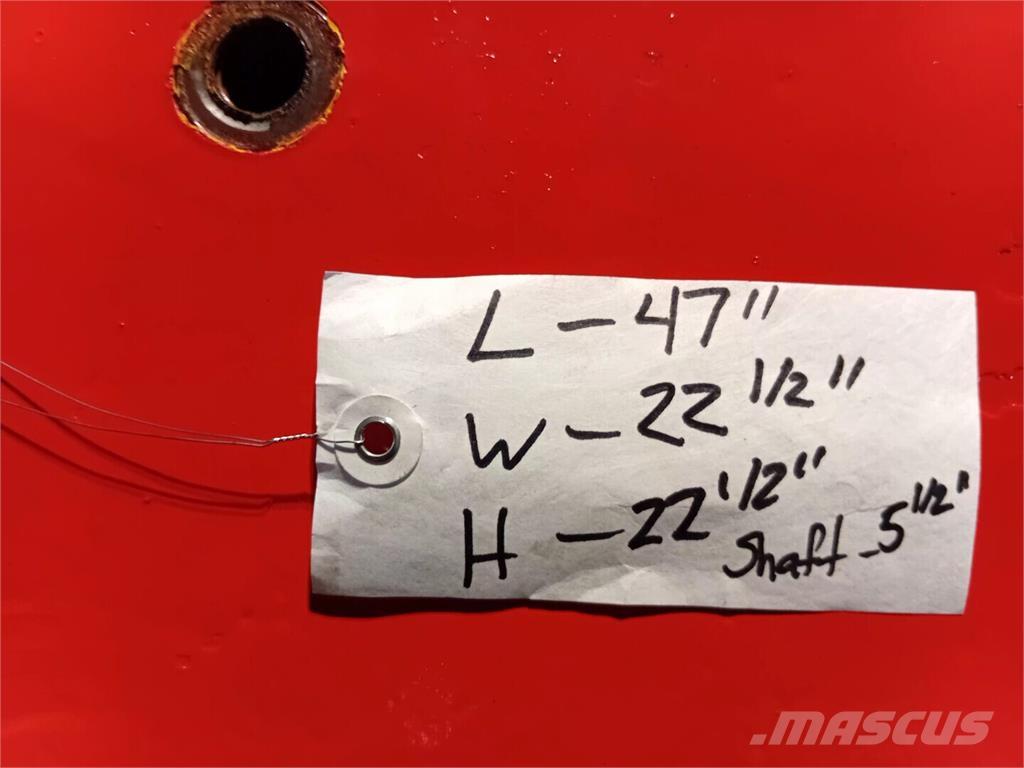 L - 47"
W - 22 1/2"
H - 22 1/2"
Shaft - 5 1/2"
.MASCUS